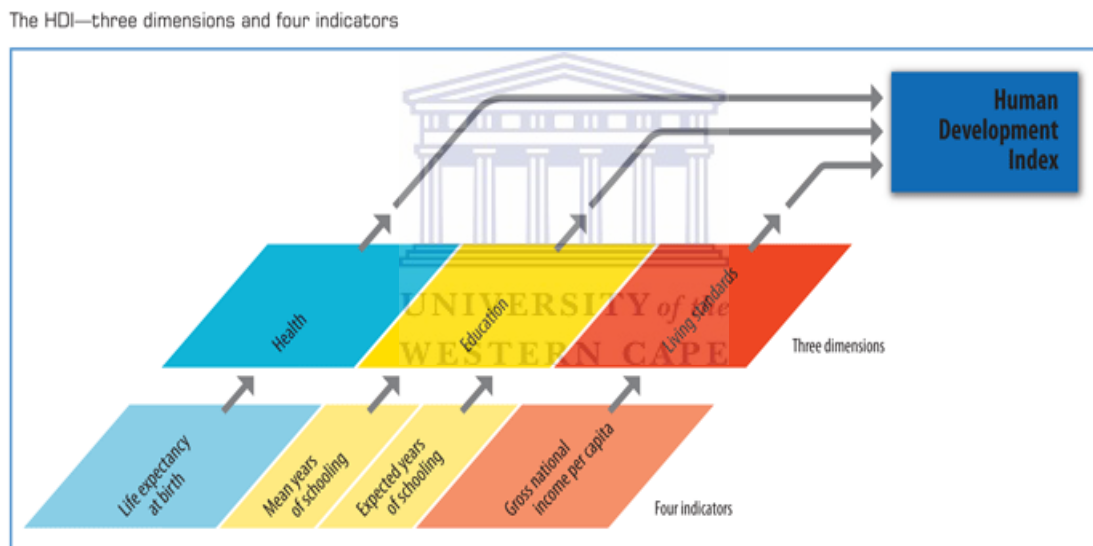 The HDI—three dimensions and four indicators
Human
Development
Index
Health
Education
Living standards
UNIVERSITY of the
WESTERN CAPE
Three dimensions
Life expectancy
at birth
Mean years
of schooling
Expected years
of schooling
Gross national
income per capita
Four indicators